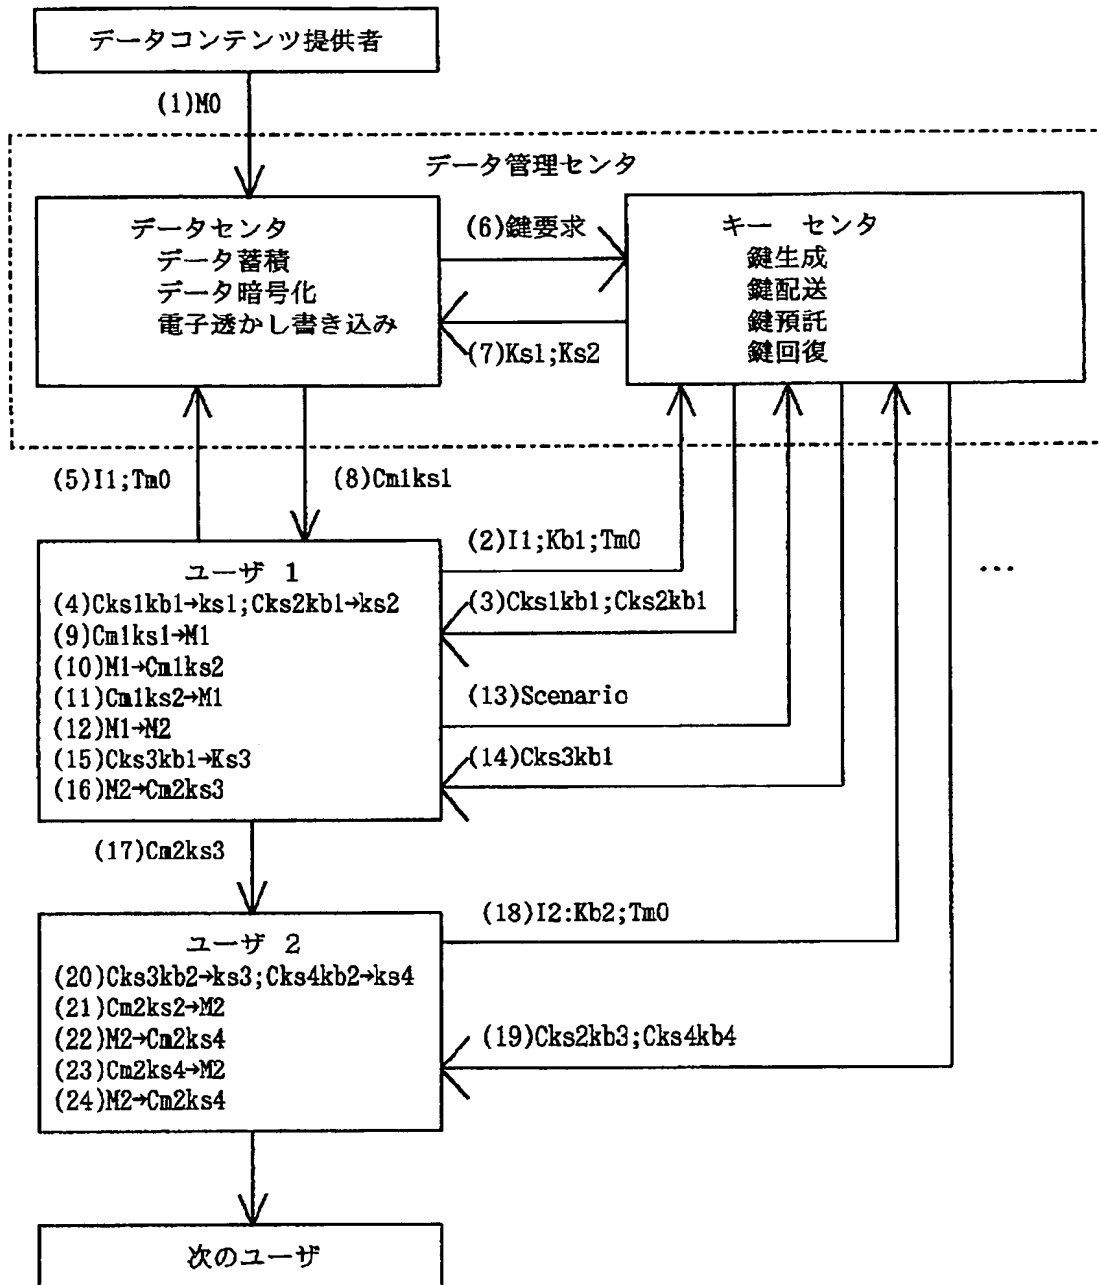 データコンテンツ提供者
(1)M0
データ管理センタ
データセンタ
データ蓄積
データ暗号化
電子透かし書き込み
(6)鍵要求
(7)Ks1;Ks2
キー センタ
鍵生成
鍵配送
鍵預託
鍵回復
(5)I1;Tm0
(8)Cm1ks1
ユーザ 1
(4)Cks1kb1→ks1;Cks2kb1→ks2
(9)Cm1ks1→M1
(10)M1→Cm1ks2
(11)Cm1ks2→M1
(12)M1→M2
(15)Cks3kb1→Ks3
(16)M2→Cm2ks3
(2)I1;Kb1;Tm0
(3)Cks1kb1;Cks2kb1
(13)Scenario
(14)Cks3kb1
...
(17)Cm2ks3
ユーザ 2
(20)Cks3kb2→ks3;Cks4kb2→ks4
(21)Cm2ks2→M2
(22)M2→Cm2ks4
(23)Cm2ks4→M2
(24)M2→Cm2ks4
(18)I2:Kb2;Tm0
(19)Cks2kb3;Cks4kb4
次のユーザ